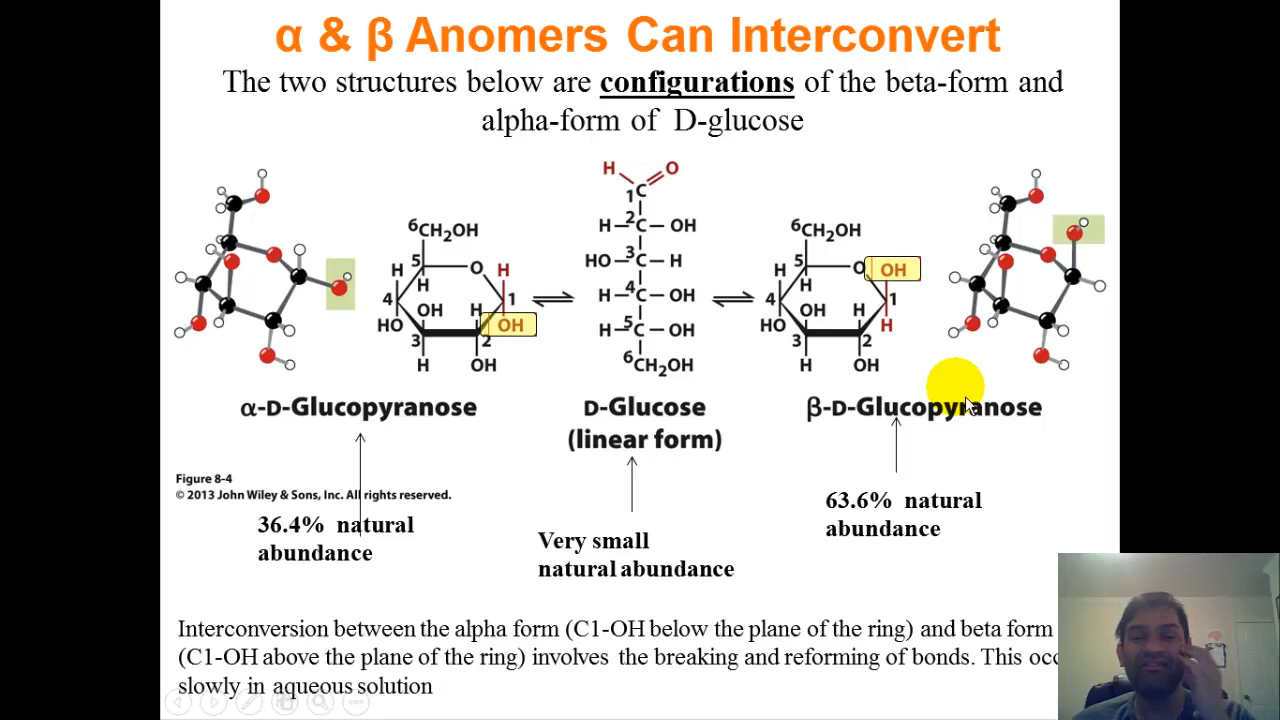 α & β Anomers Can Interconvert
The two structures below are configurations of the beta-form and
alpha-form of D-glucose
H O
1C
H 2C OH
HO 3C H
H 4C OH
H 5C OH
6CH2OH
6CH2OH
5 O H
H H
4 1
OH H
HO OH
3 2
H OH
6CH2OH
5 O OH
H H
4 1
OH H
HO H
3 2
H OH
α-D-Glucopyranose
D-Glucose
(linear form)
β-D-Glucopyranose
Figure 8-4
© 2013 John Wiley & Sons, Inc. All rights reserved.
36.4% natural
abundance
Very small
natural abundance
63.6% natural
abundance
Interconversion between the alpha form (C1-OH below the plane of the ring) and beta form
(C1-OH above the plane of the ring) involves the breaking and reforming of bonds. This occ
slowly in aqueous solution